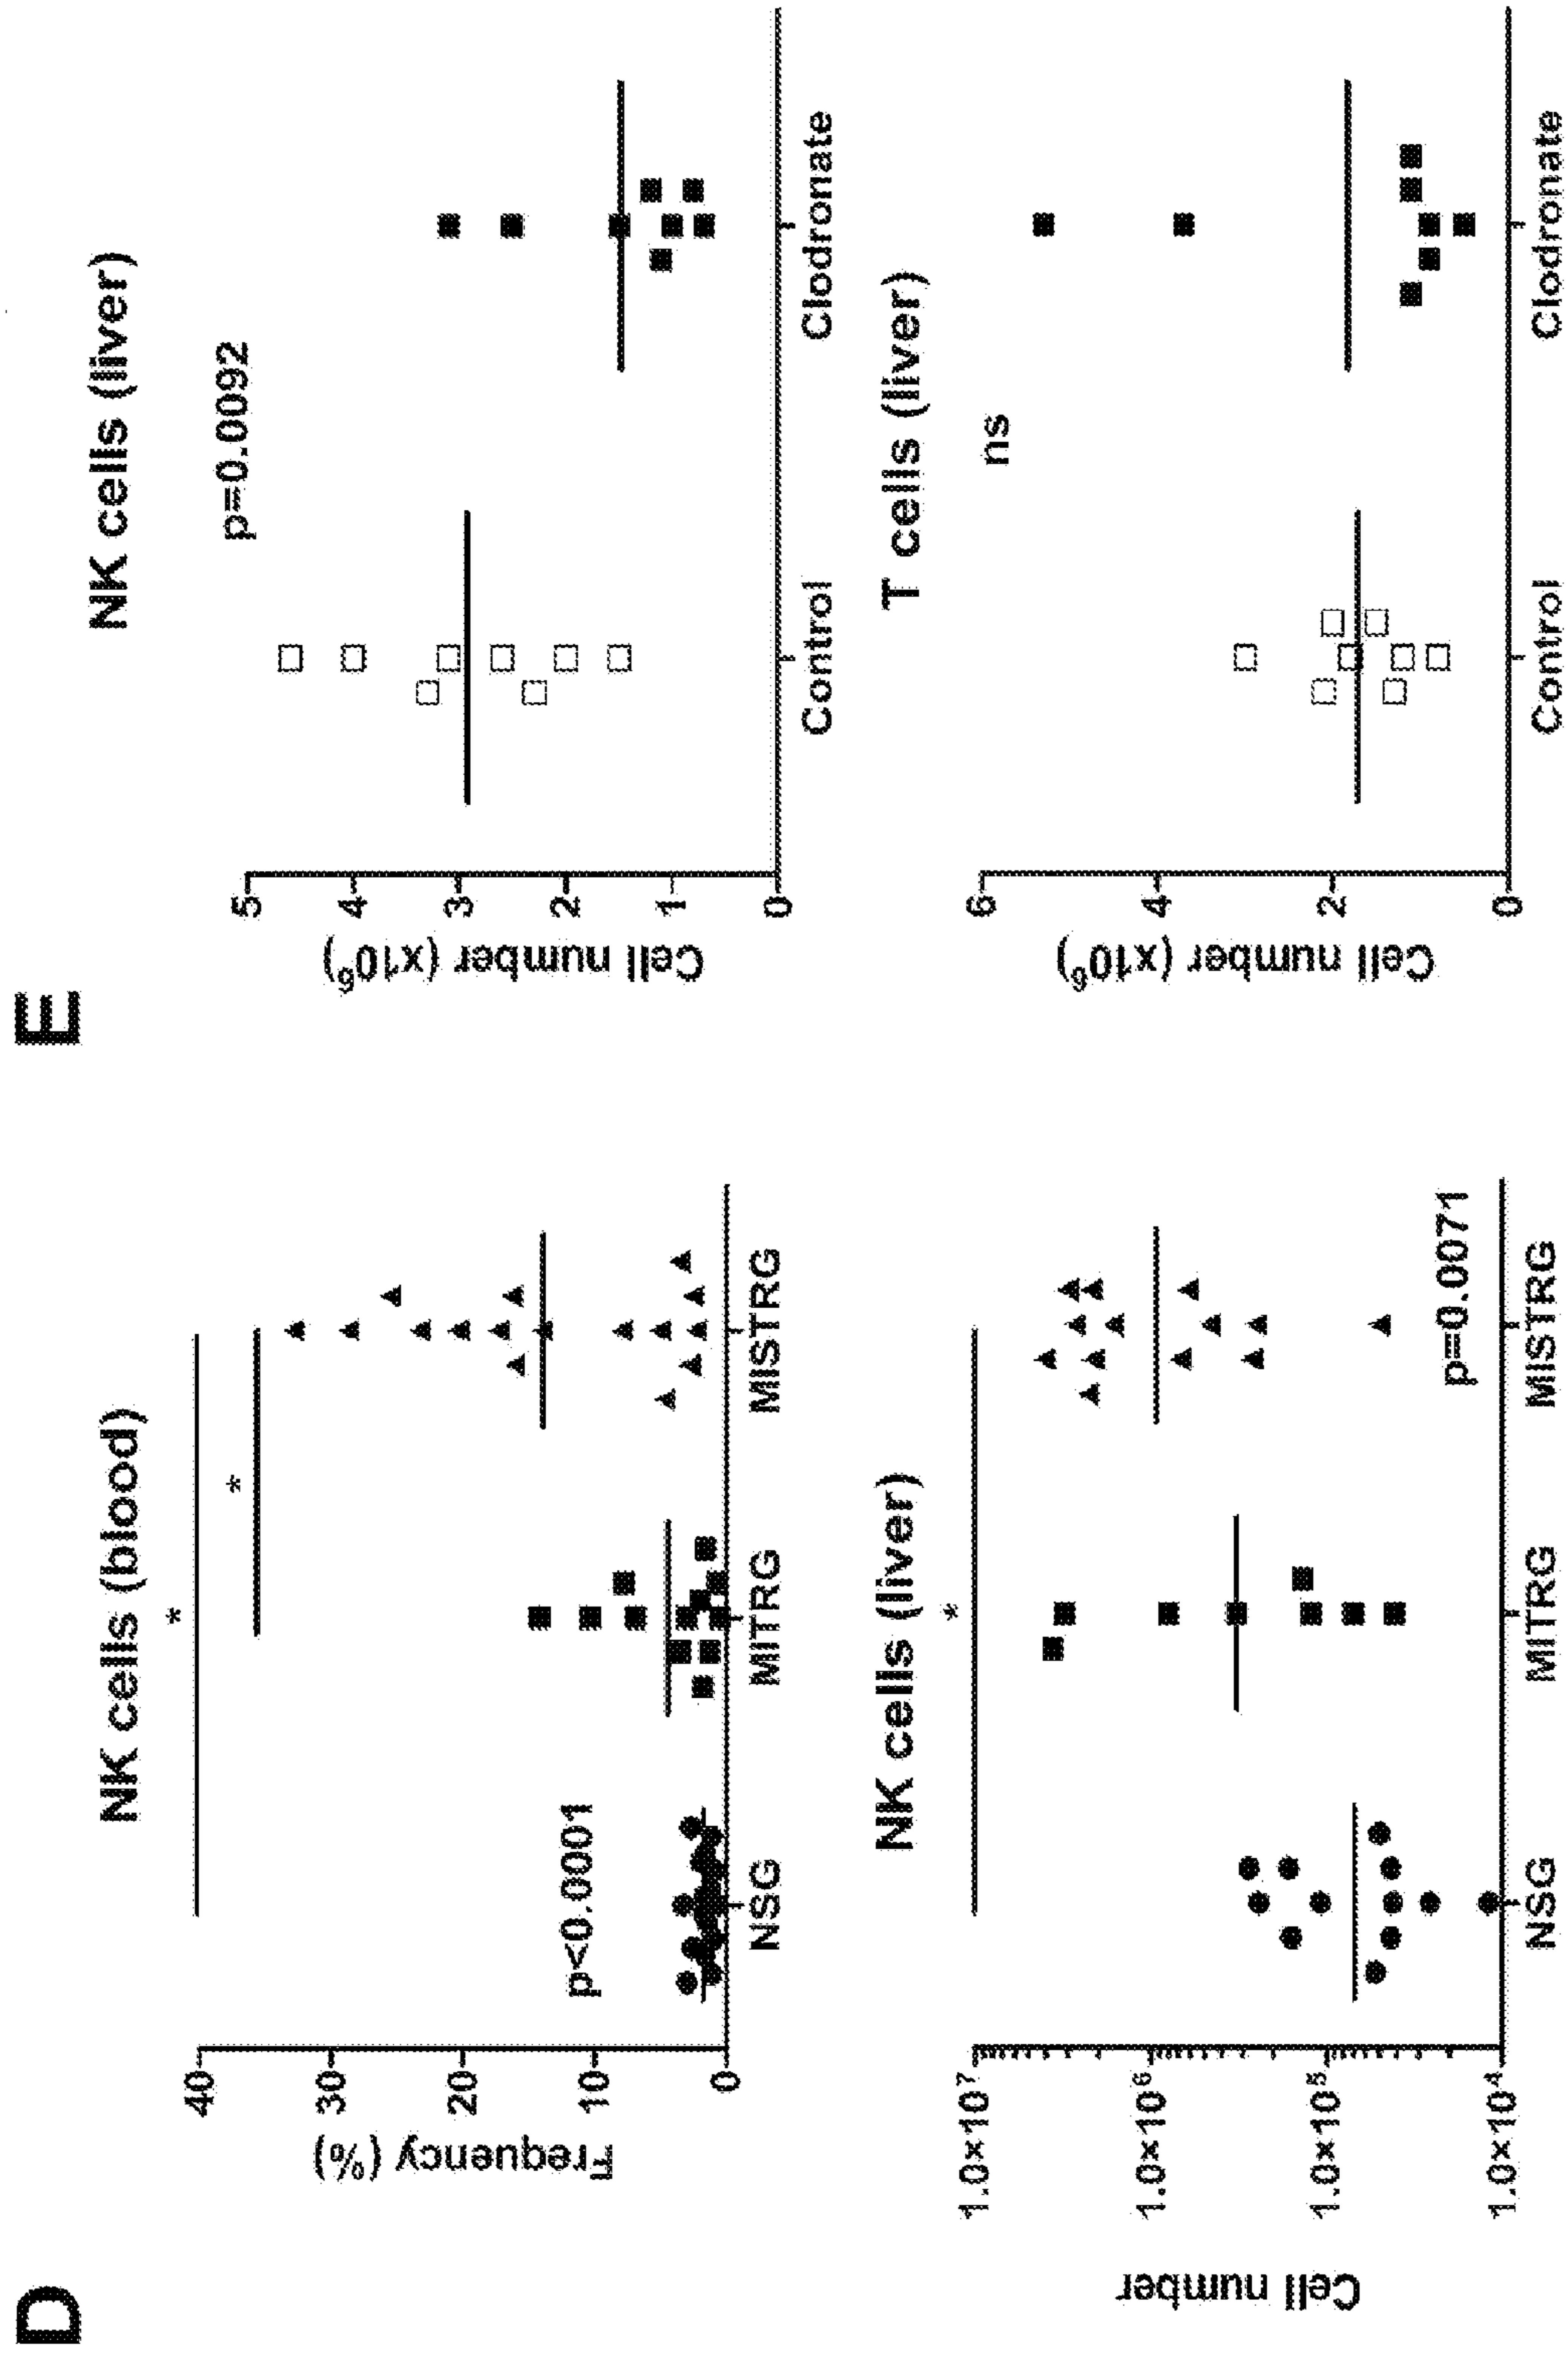 D
NK cells (blood)
*
*
p<0.0001
Frequency (%)
40
30
20
10
0
NSG
MITRG
MISTRG
NK cells (liver)
*
p=0.0071
Cell number
1.0×10⁷
1.0×10⁶
1.0×10⁵
1.0×10⁴
NSG
MITRG
MISTRG
E
NK cells (liver)
p=0.0092
Cell number (x10⁶)
5
4
3
2
1
0
Control
Clodronate
T cells (liver)
ns
Cell number (x10⁶)
6
4
2
0
Control
Clodronate